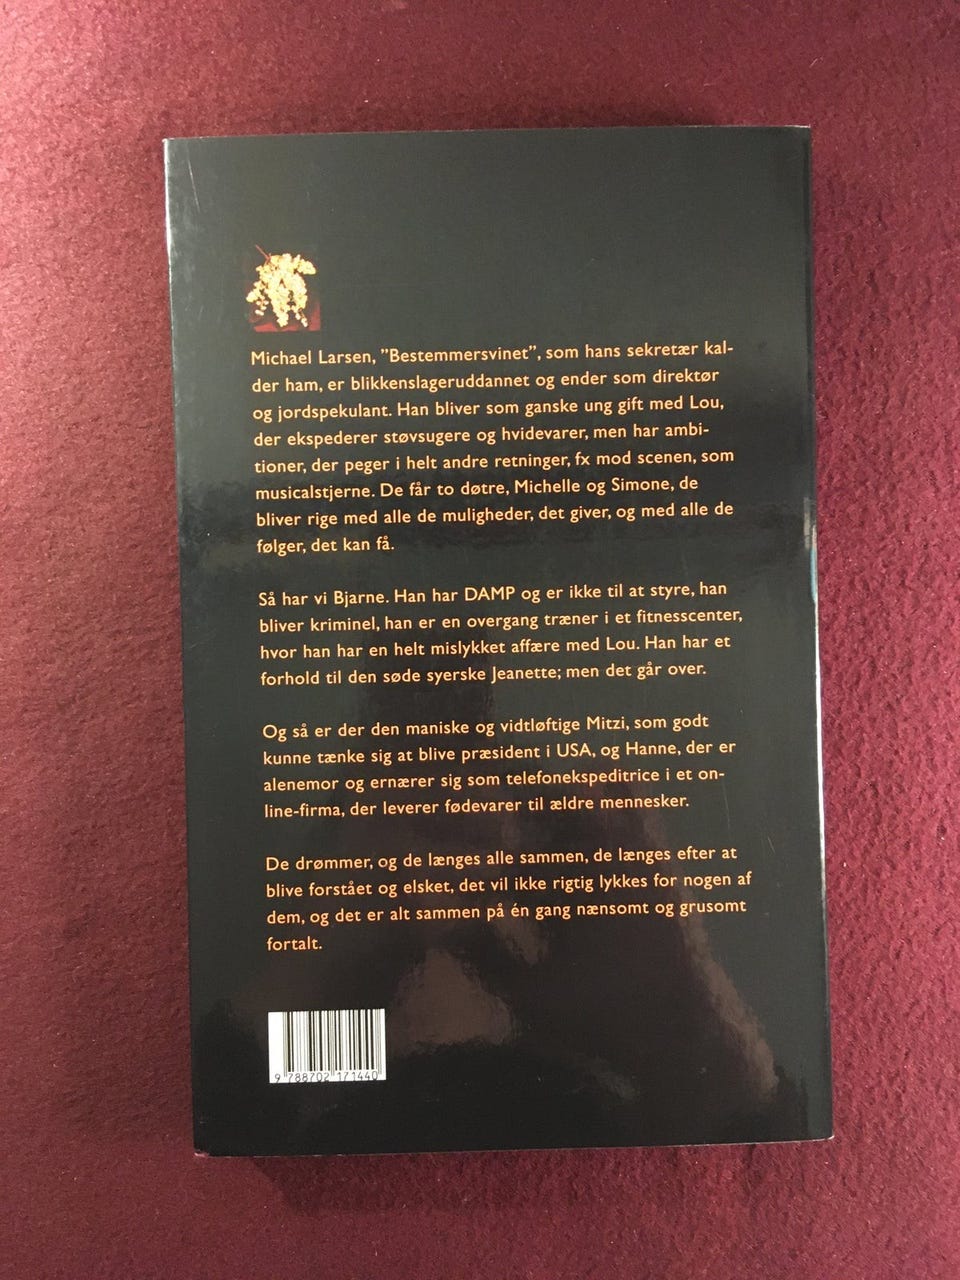 Michael Larsen, ”Bestemmersvinet”, som hans sekretær kal-
der ham, er blikkenslageruddannet og ender som direktør
og jordspekulant. Han bliver som ganske ung gift med Lou,
der ekspederer støvsugere og hvidevarer, men har ambi-
tioner, der peger i helt andre retninger, fx mod scenen, som
musicalstjerne. De får to døtre, Michelle og Simone, de
bliver rige med alle de muligheder, det giver, og med alle de
følger, det kan få.
Så har vi Bjarne. Han har DAMP og er ikke til at styre, han
bliver kriminel, han er en overgang træner i et fitnesscenter,
hvor han har en helt mislykket affære med Lou. Han har et
forhold til den søde syerske Jeanette; men det går over.
Og så er der den maniske og vidtløftige Mitzi, som godt
kunne tænke sig at blive præsident i USA, og Hanne, der er
alenemor og ernærer sig som telefonekspeditrice i et on-
line-firma, der leverer fødevarer til ældre mennesker.
De drømmer, og de længes alle sammen, de længes efter at
blive forstået og elsket, det vil ikke rigtig lykkes for nogen af
dem, og det er alt sammen på én gang nænsomt og grusomt
fortalt.
9 788702 171440